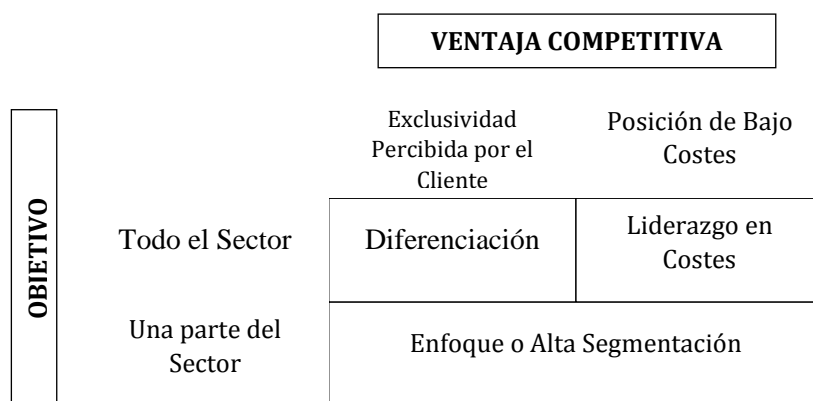 VENTAJA COMPETITIVA
Exclusividad
Percibida por el
Cliente
Posición de Bajo
Costes
OBJETIVO
Todo el Sector
Diferenciación
Liderazgo en
Costes
Una parte del
Sector
Enfoque o Alta Segmentación